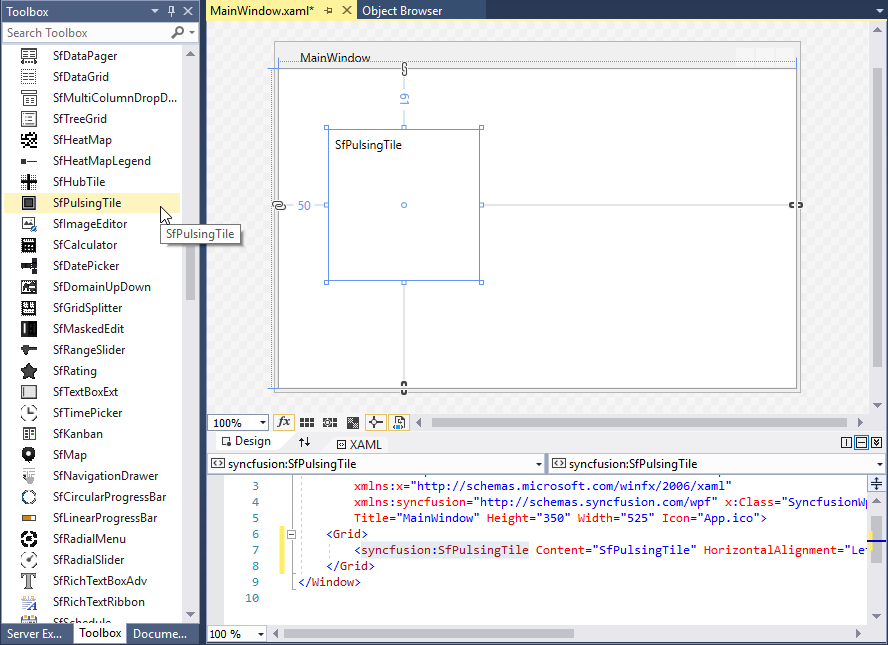 Toolbox
Search Toolbox
SfDataPager
SfDataGrid
SfMultiColumnDropD...
SfTreeGrid
SfHeatMap
SfHeatMapLegend
SfHubTile
SfPulsingTile
SfImageEditor
SfCalculator
SfDatePicker
SfDomainUpDown
SfGridSplitter
SfMaskedEdit
SfRangeSlider
SfRating
SfTextBoxExt
SfTimePicker
SfKanban
SfMap
SfNavigationDrawer
SfCircularProgressBar
SfLinearProgressBar
SfRadialMenu
SfRadialSlider
SfRichTextBoxAdv
SfRichTextRibbon
SfSchedule
SfPulsingTile
Server Ex... Toolbox Docume...
MainWindow.xaml* Object Browser
MainWindow
61
SfPulsingTile
50
100% fx
Design XAML
syncfusion:SfPulsingTile syncfusion:SfPulsingTile
3 xmlns:x="http://schemas.microsoft.com/winfx/2006/xaml"
4 xmlns:syncfusion="http://schemas.syncfusion.com/wpf" x:Class="SyncfusionWp
5 Title="MainWindow" Height="350" Width="525" Icon="App.ico">
6 <Grid>
7 <syncfusion:SfPulsingTile Content="SfPulsingTile" HorizontalAlignment="Le
8 </Grid>
9 </Window>
10
100 %